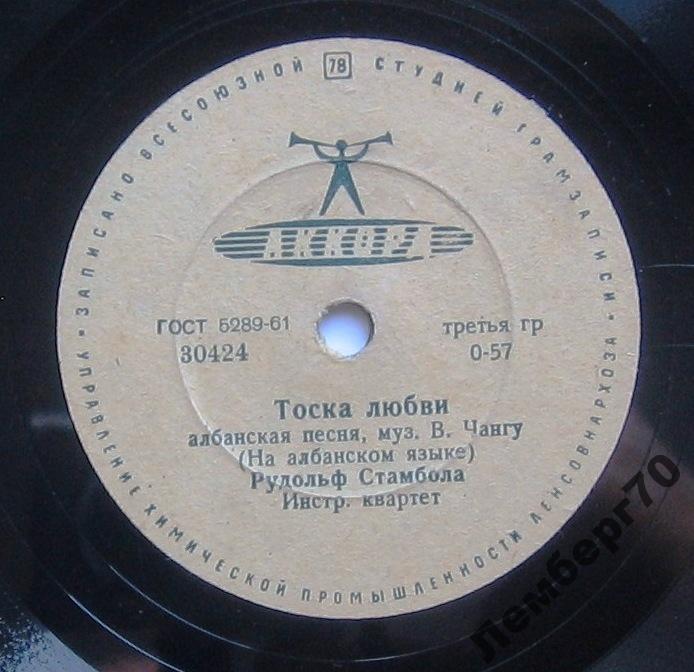 ЗАПИСАНО ВСЕСОЮЗНОЙ 78 СТУДИЕЙ ГРАМЗАПИСИ
АККОРД
ГОСТ 5289-61
третья гр
30424
0-57
Тоска любви
албанская песня, муз. В. Чангу
(На албанском языке)
Рудольф Стамбола
Инстр. квартет
УПРАВЛЕНИЕ ХИМИЧЕСКОЙ ПРОМЫШЛЕННОСТИ ЛЕНСОВНАРХОЗА
Лемберг70